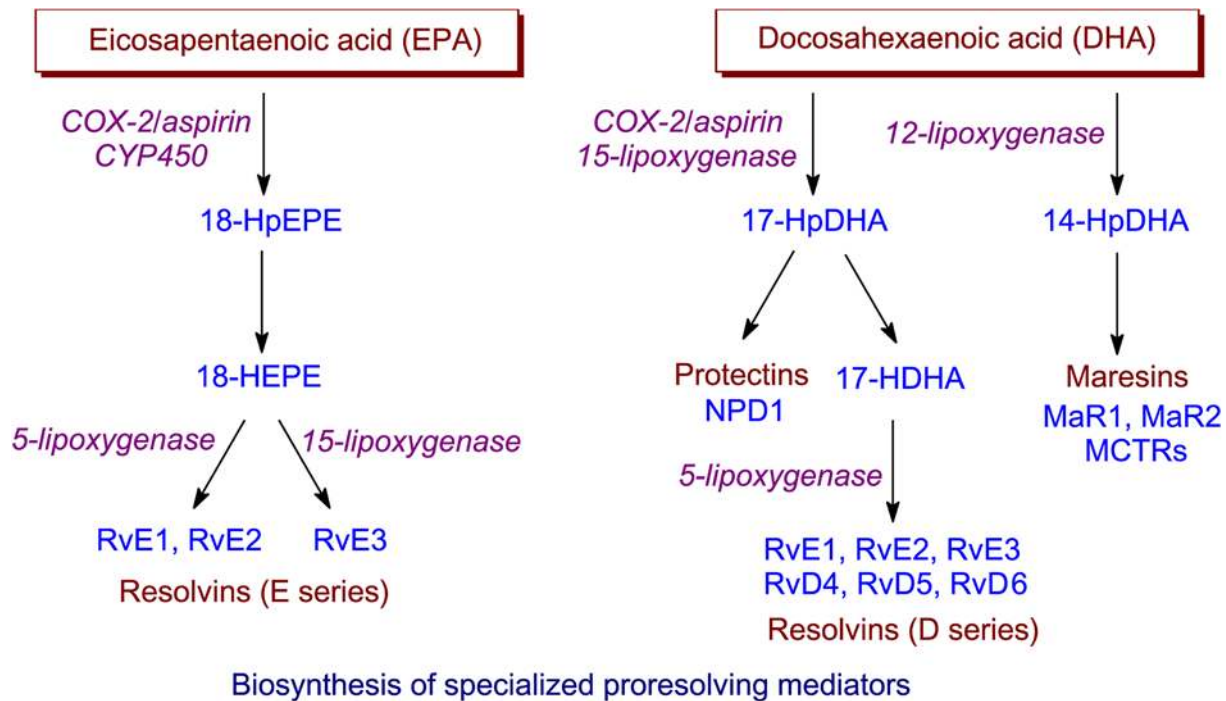 Eicosapentaenoic acid (EPA)
COX-2/aspirin
CYP450
18-HpEPE
18-HEPE
5-lipoxygenase
15-lipoxygenase
RvE1, RvE2
RvE3
Resolvins (E series)
Docosahexaenoic acid (DHA)
COX-2/aspirin
15-lipoxygenase
12-lipoxygenase
17-HpDHA
14-HpDHA
Protectins
NPD1
17-HDHA
Maresins
MaR1, MaR2
MCTRs
5-lipoxygenase
RvE1, RvE2, RvE3
RvD4, RvD5, RvD6
Resolvins (D series)
Biosynthesis of specialized proresolving mediators